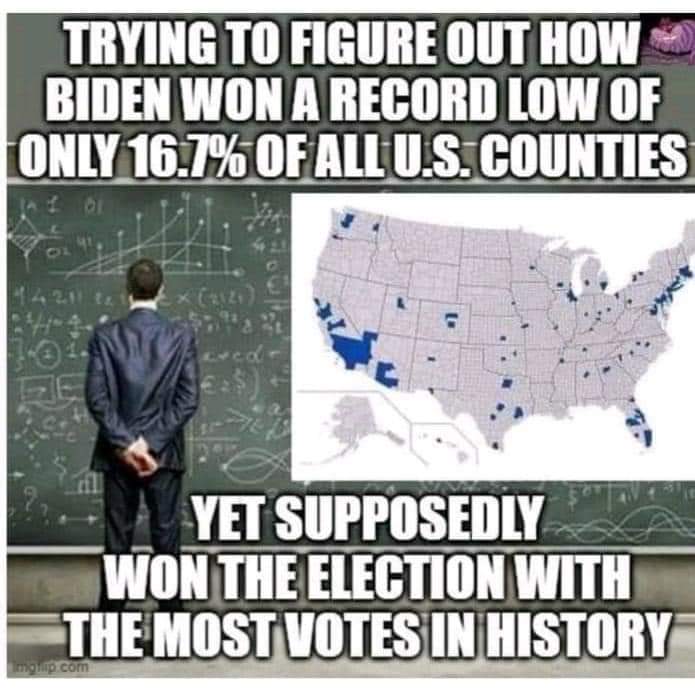 TRYING TO FIGURE OUT HOW
BIDEN WON A RECORD LOW OF
ONLY 16.7% OF ALL U.S. COUNTIES
YET SUPPOSEDLY
WON THE ELECTION WITH
THE MOST VOTES IN HISTORY
imgflip.com